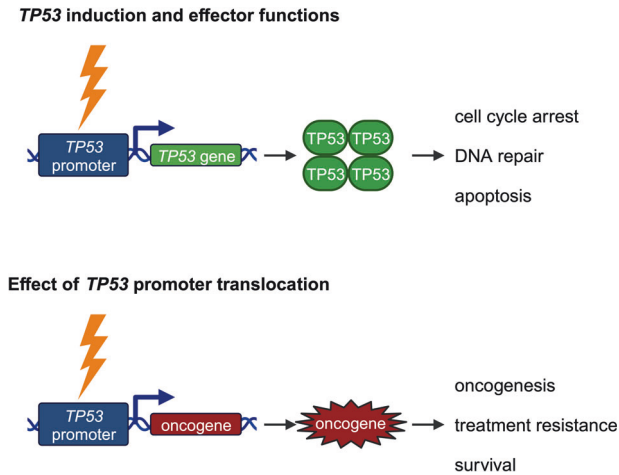 TP53 induction and effector functions
TP53
promoter
TP53 gene
TP53 TP53
TP53 TP53
cell cycle arrest
DNA repair
apoptosis
Effect of TP53 promoter translocation
TP53
promoter
oncogene
oncogene
oncogenesis
treatment resistance
survival